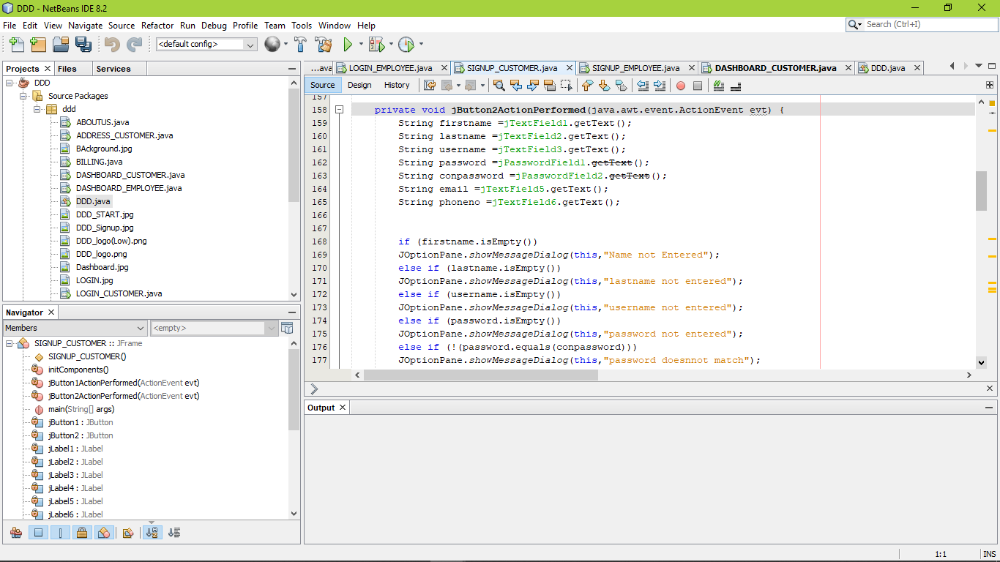 DDD - NetBeans IDE 8.2
File Edit View Navigate Source Refactor Run Debug Profile Team Tools Window Help
Search (Ctrl+I)
<default config>
Projects Files Services
DDD
Source Packages
ddd
ABOUTUS.java
ADDRESS_CUSTOMER.java
BAckground.jpg
BILLING.java
DASHBOARD_CUSTOMER.java
DASHBOARD_EMPLOYEE.java
DDD.java
DDD_START.jpg
DDD_Signup.jpg
DDD_logo(Low).png
DDD_logo.png
Dashboard.jpg
LOGIN.jpg
LOGIN_CUSTOMER.java
Navigator
Members
<empty>
SIGNUP_CUSTOMER :: JFrame
SIGNUP_CUSTOMER()
initComponents()
jButton1ActionPerformed(ActionEvent evt)
jButton2ActionPerformed(ActionEvent evt)
main(String[] args)
jButton1 : JButton
jButton2 : JButton
jLabel1 : JLabel
jLabel2 : JLabel
jLabel3 : JLabel
jLabel4 : JLabel
jLabel5 : JLabel
jLabel6 : JLabel
...ava LOGIN_EMPLOYEE.java SIGNUP_CUSTOMER.java SIGNUP_EMPLOYEE.java DASHBOARD_CUSTOMER.java DDD.java
Source Design History
157
158 private void jButton2ActionPerformed(java.awt.event.ActionEvent evt) {
159 String firstname =jTextField1.getText();
160 String lastname =jTextField2.getText();
161 String username =jTextField3.getText();
162 String password =jPasswordField1.getText();
163 String conpassword =jPasswordField2.getText();
164 String email =jTextField5.getText();
165 String phoneno =jTextField6.getText();
166
167
168 if (firstname.isEmpty())
169 JOptionPane.showMessageDialog(this,"Name not Entered");
170 else if (lastname.isEmpty())
171 JOptionPane.showMessageDialog(this,"lastname not entered");
172 else if (username.isEmpty())
173 JOptionPane.showMessageDialog(this,"username not entered");
174 else if (password.isEmpty())
175 JOptionPane.showMessageDialog(this,"password not entered");
176 else if (!(password.equals(conpassword)))
177 JOptionPane.showMessageDialog(this,"password doesnnot match");
Output
1:1 INS